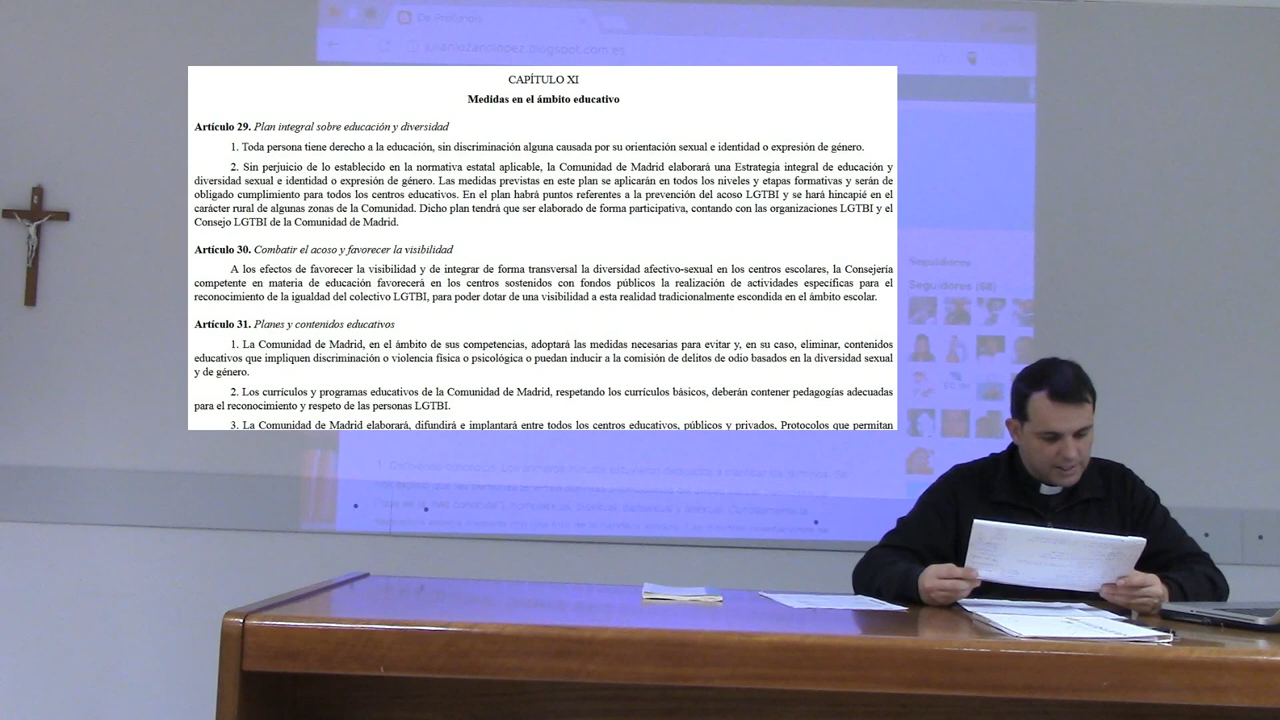 De Profundis
julianlozanolopez.blogspot.com.es
CAPÍTULO XI
Medidas en el ámbito educativo
Artículo 29. Plan integral sobre educación y diversidad
1. Toda persona tiene derecho a la educación, sin discriminación alguna causada por su orientación sexual e identidad o expresión de género.
2. Sin perjuicio de lo establecido en la normativa estatal aplicable, la Comunidad de Madrid elaborará una Estrategia integral de educación y
diversidad sexual e identidad o expresión de género. Las medidas previstas en este plan se aplicarán en todos los niveles y etapas formativas y serán de
obligado cumplimiento para todos los centros educativos. En el plan habrá puntos referentes a la prevención del acoso LGTBI y se hará hincapié en el
carácter rural de algunas zonas de la Comunidad. Dicho plan tendrá que ser elaborado de forma participativa, contando con las organizaciones LGTBI y el
Consejo LGTBI de la Comunidad de Madrid.
Artículo 30. Combatir el acoso y favorecer la visibilidad
A los efectos de favorecer la visibilidad y de integrar de forma transversal la diversidad afectivo-sexual en los centros escolares, la Consejería
competente en materia de educación favorecerá en los centros sostenidos con fondos públicos la realización de actividades específicas para el
reconocimiento de la igualdad del colectivo LGTBI, para poder dotar de una visibilidad a esta realidad tradicionalmente escondida en el ámbito escolar.
Artículo 31. Planes y contenidos educativos
1. La Comunidad de Madrid, en el ámbito de sus competencias, adoptará las medidas necesarias para evitar y, en su caso, eliminar, contenidos
educativos que impliquen discriminación o violencia física o psicológica o puedan inducir a la comisión de delitos de odio basados en la diversidad sexual
y de género.
2. Los currículos y programas educativos de la Comunidad de Madrid, respetando los currículos básicos, deberán contener pedagogías adecuadas
para el reconocimiento y respeto de las personas LGTBI.
3. La Comunidad de Madrid elaborará, difundirá e implantará entre todos los centros educativos, públicos y privados, Protocolos que permitan
Seguidores
Seguidores (68)